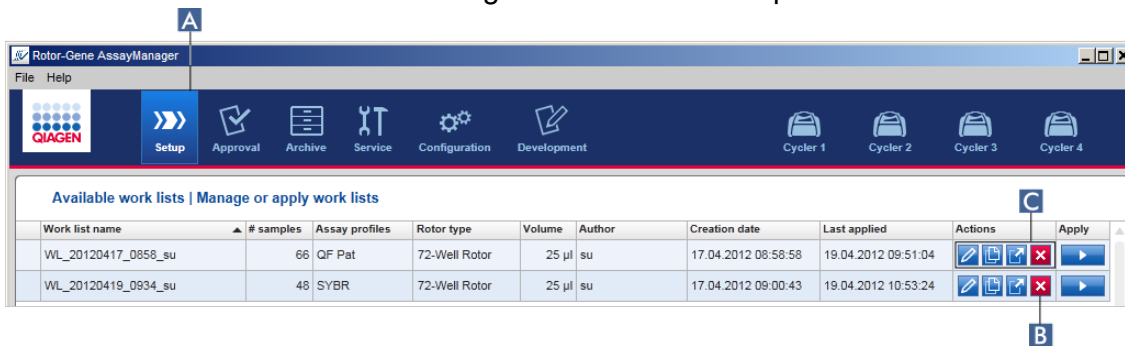 A
Rotor-Gene AssayManager
File Help
QIAGEN
Setup Approval Archive Service Configuration Development Cycler 1 Cycler 2 Cycler 3 Cycler 4
Available work lists | Manage or apply work lists
C
Work list name # samples Assay profiles Rotor type Volume Author Creation date Last applied Actions Apply
WL_20120417_0858_su 66 QF Pat 72-Well Rotor 25 µl su 17.04.2012 08:58:58 19.04.2012 09:51:04
WL_20120419_0934_su 48 SYBR 72-Well Rotor 25 µl su 17.04.2012 09:00:43 19.04.2012 10:53:24
B